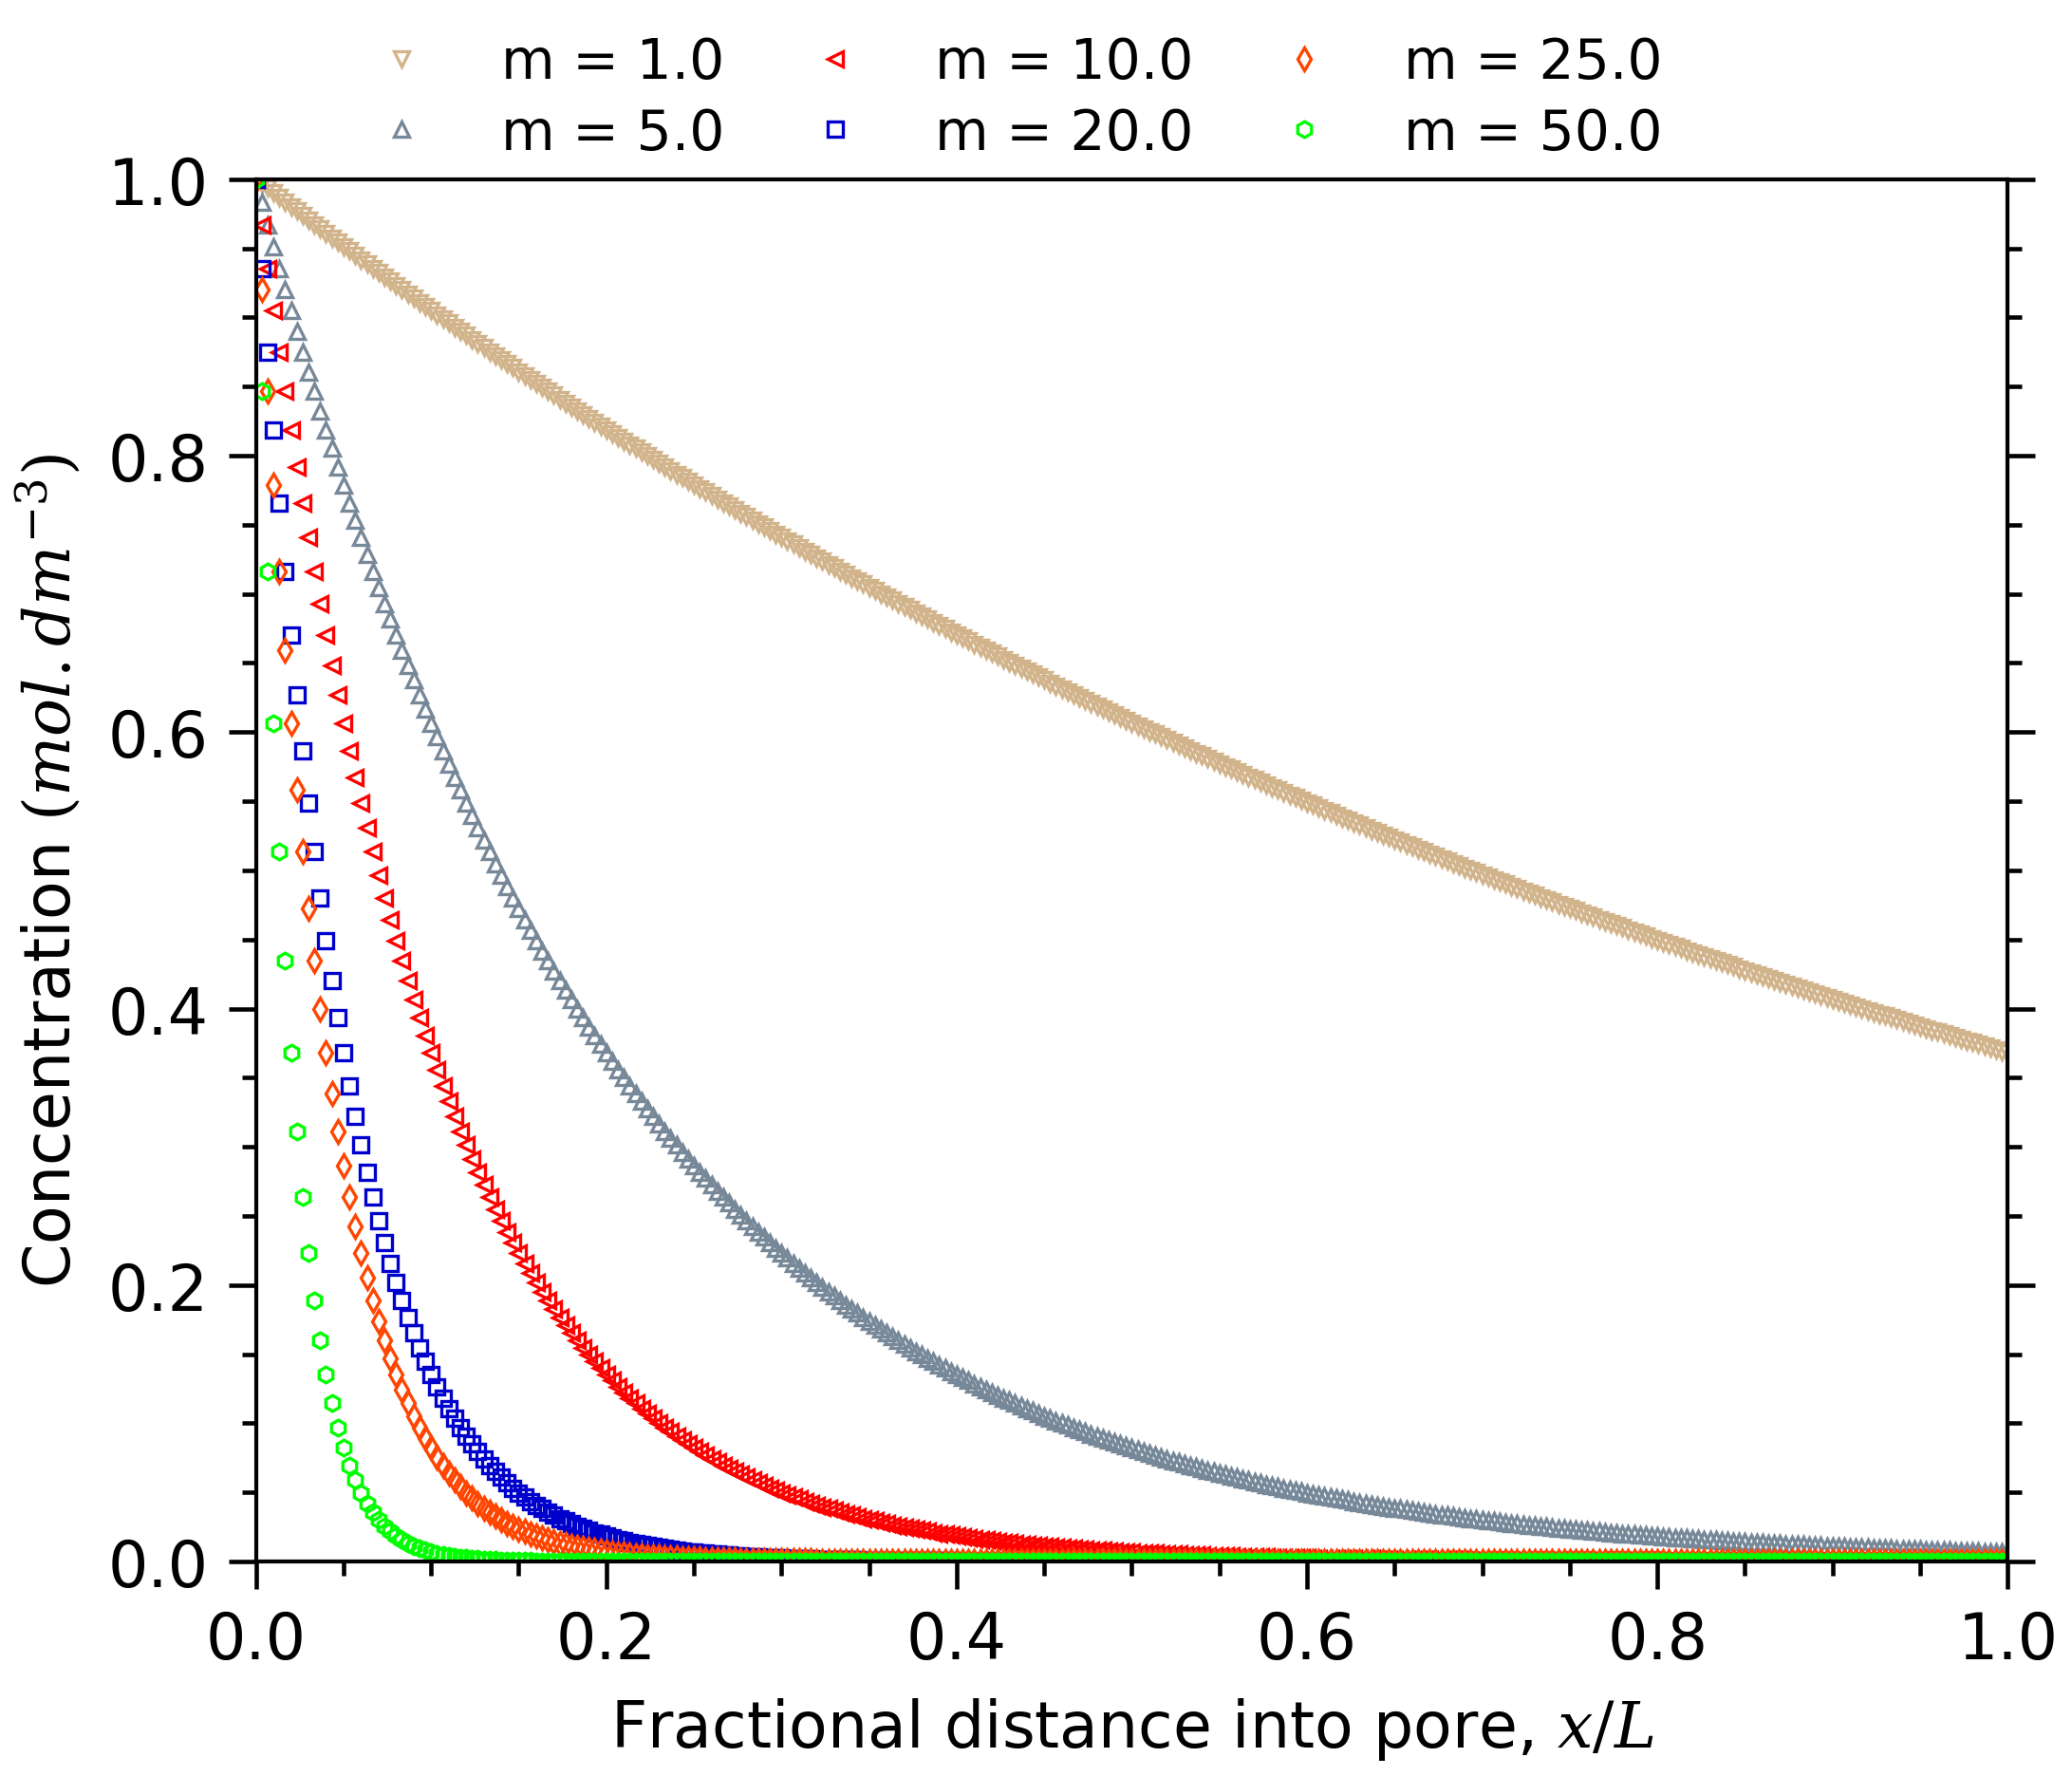 m = 1.0 m = 10.0 m = 25.0
m = 5.0 m = 20.0 m = 50.0
1.0
0.8
0.6
0.4
0.2
0.0
Concentration (mol.dm⁻³)
0.0 0.2 0.4 0.6 0.8 1.0
Fractional distance into pore, x/L